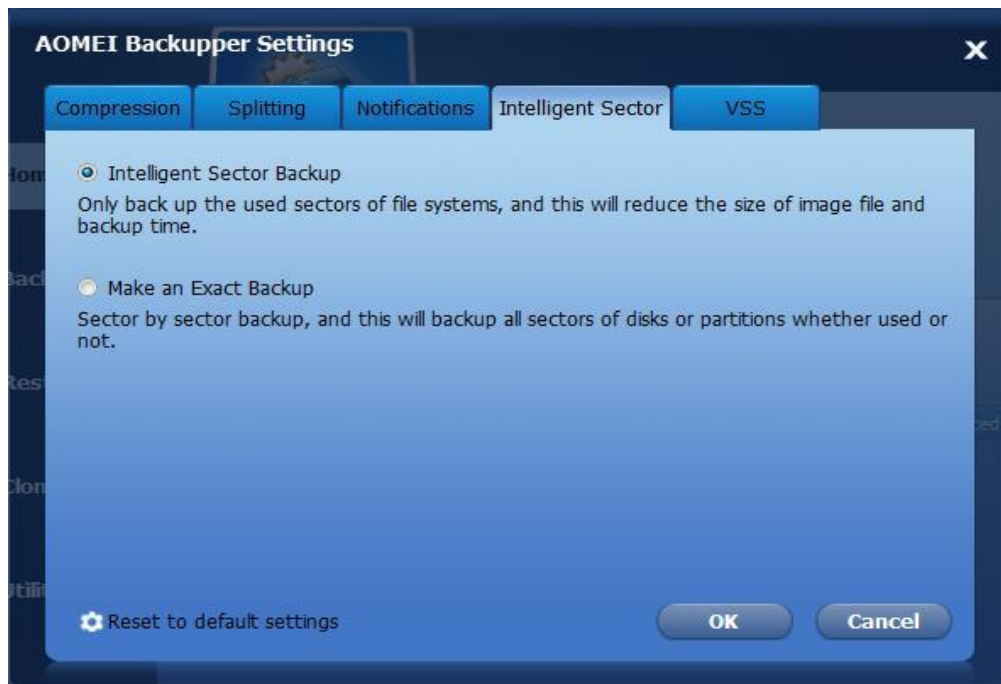 AOMEI Backupper Settings
X
Compression
Splitting
Notifications
Intelligent Sector
VSS
Intelligent Sector Backup
Only back up the used sectors of file systems, and this will reduce the size of image file and
backup time.
Make an Exact Backup
Sector by sector backup, and this will backup all sectors of disks or partitions whether used or
not.
Reset to default settings
OK
Cancel